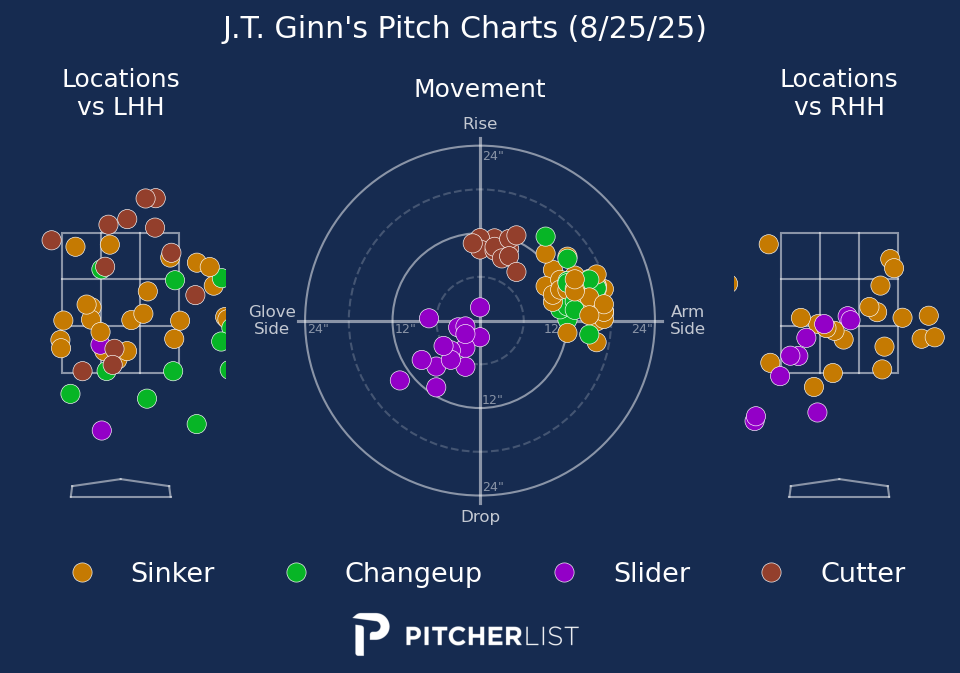 J.T. Ginn's Pitch Charts (8/25/25)
Locations
vs LHH
Movement
Locations
vs RHH
Rise
24"
Glove
Side
24"
12"
12"
24"
Arm
Side
12"
24"
Drop
Sinker
Changeup
Slider
Cutter
PITCHERLIST